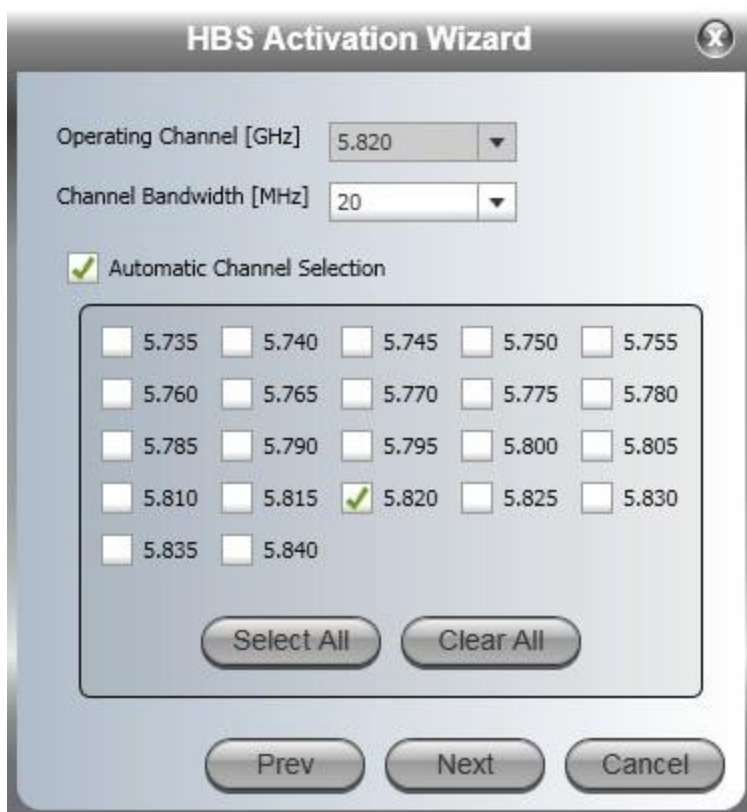 HBS Activation Wizard
X
Operating Channel [GHz] 5.820
Channel Bandwidth [MHz] 20
Automatic Channel Selection
5.735 5.740 5.745 5.750 5.755
5.760 5.765 5.770 5.775 5.780
5.785 5.790 5.795 5.800 5.805
5.810 5.815 5.820 5.825 5.830
5.835 5.840
Select All Clear All
Prev Next Cancel